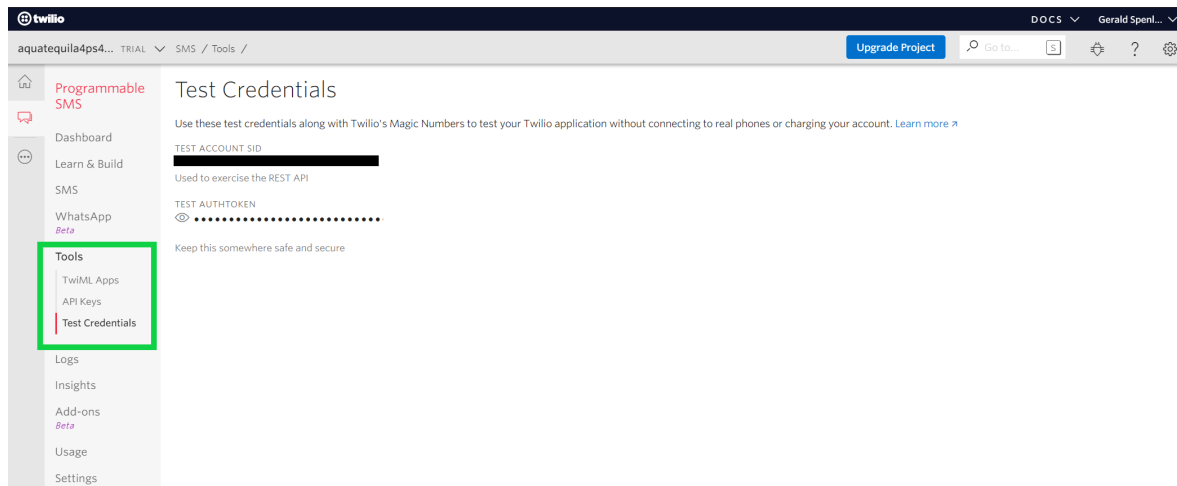 twilio
DOCS
Gerald Spenl...
aquatequila4ps4... TRIAL
SMS / Tools /
Upgrade Project
Go to...
S
?
Programmable
SMS
Dashboard
Learn & Build
SMS
WhatsApp
Beta
Tools
TwiML Apps
API Keys
Test Credentials
Logs
Insights
Add-ons
Beta
Usage
Settings
Test Credentials
Use these test credentials along with Twilio's Magic Numbers to test your Twilio application without connecting to real phones or charging your account. Learn more
TEST ACCOUNT SID
Used to exercise the REST API
TEST AUTHTOKEN
Keep this somewhere safe and secure